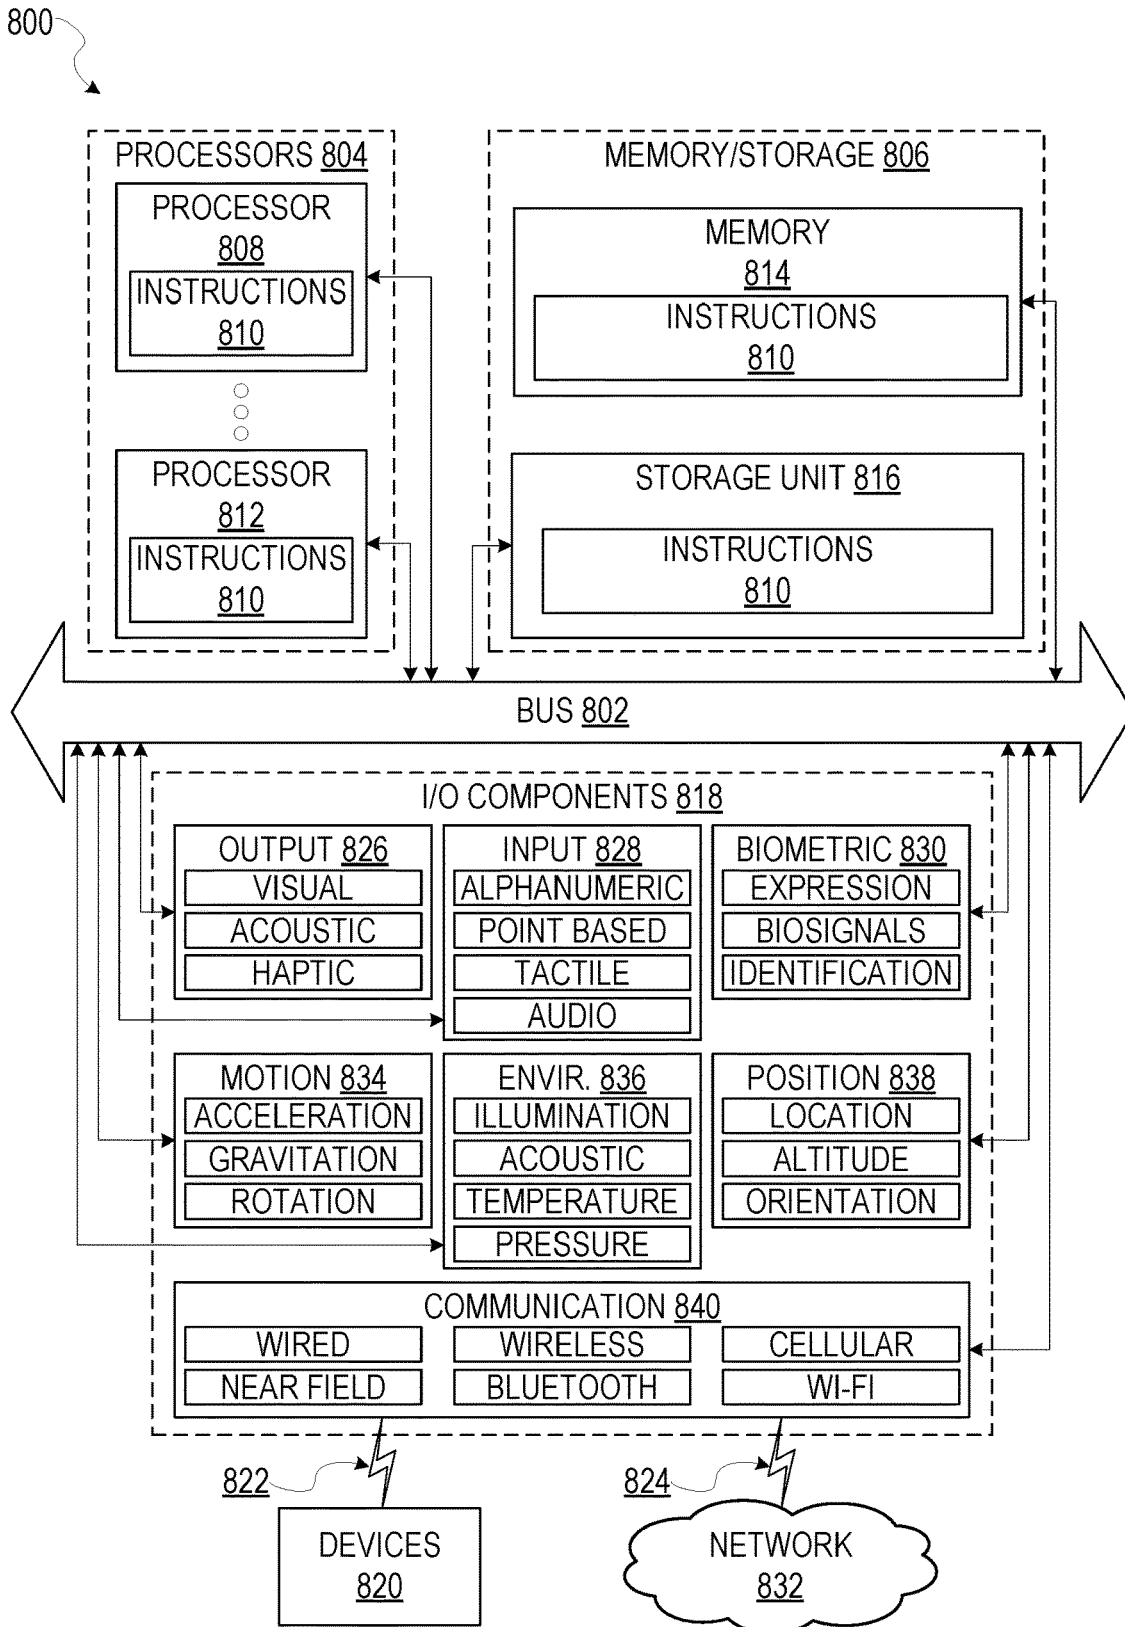 800
PROCESSORS 804
PROCESSOR
808
INSTRUCTIONS
810
PROCESSOR
812
INSTRUCTIONS
810
MEMORY/STORAGE 806
MEMORY
814
INSTRUCTIONS
810
STORAGE UNIT 816
INSTRUCTIONS
810
BUS 802
I/O COMPONENTS 818
OUTPUT 826
VISUAL
ACOUSTIC
HAPTIC
INPUT 828
ALPHANUMERIC
POINT BASED
TACTILE
AUDIO
BIOMETRIC 830
EXPRESSION
BIOSIGNALS
IDENTIFICATION
MOTION 834
ACCELERATION
GRAVITATION
ROTATION
ENVIR. 836
ILLUMINATION
ACOUSTIC
TEMPERATURE
PRESSURE
POSITION 838
LOCATION
ALTITUDE
ORIENTATION
COMMUNICATION 840
WIRED
WIRELESS
CELLULAR
NEAR FIELD
BLUETOOTH
WI-FI
822
824
DEVICES
820
NETWORK
832